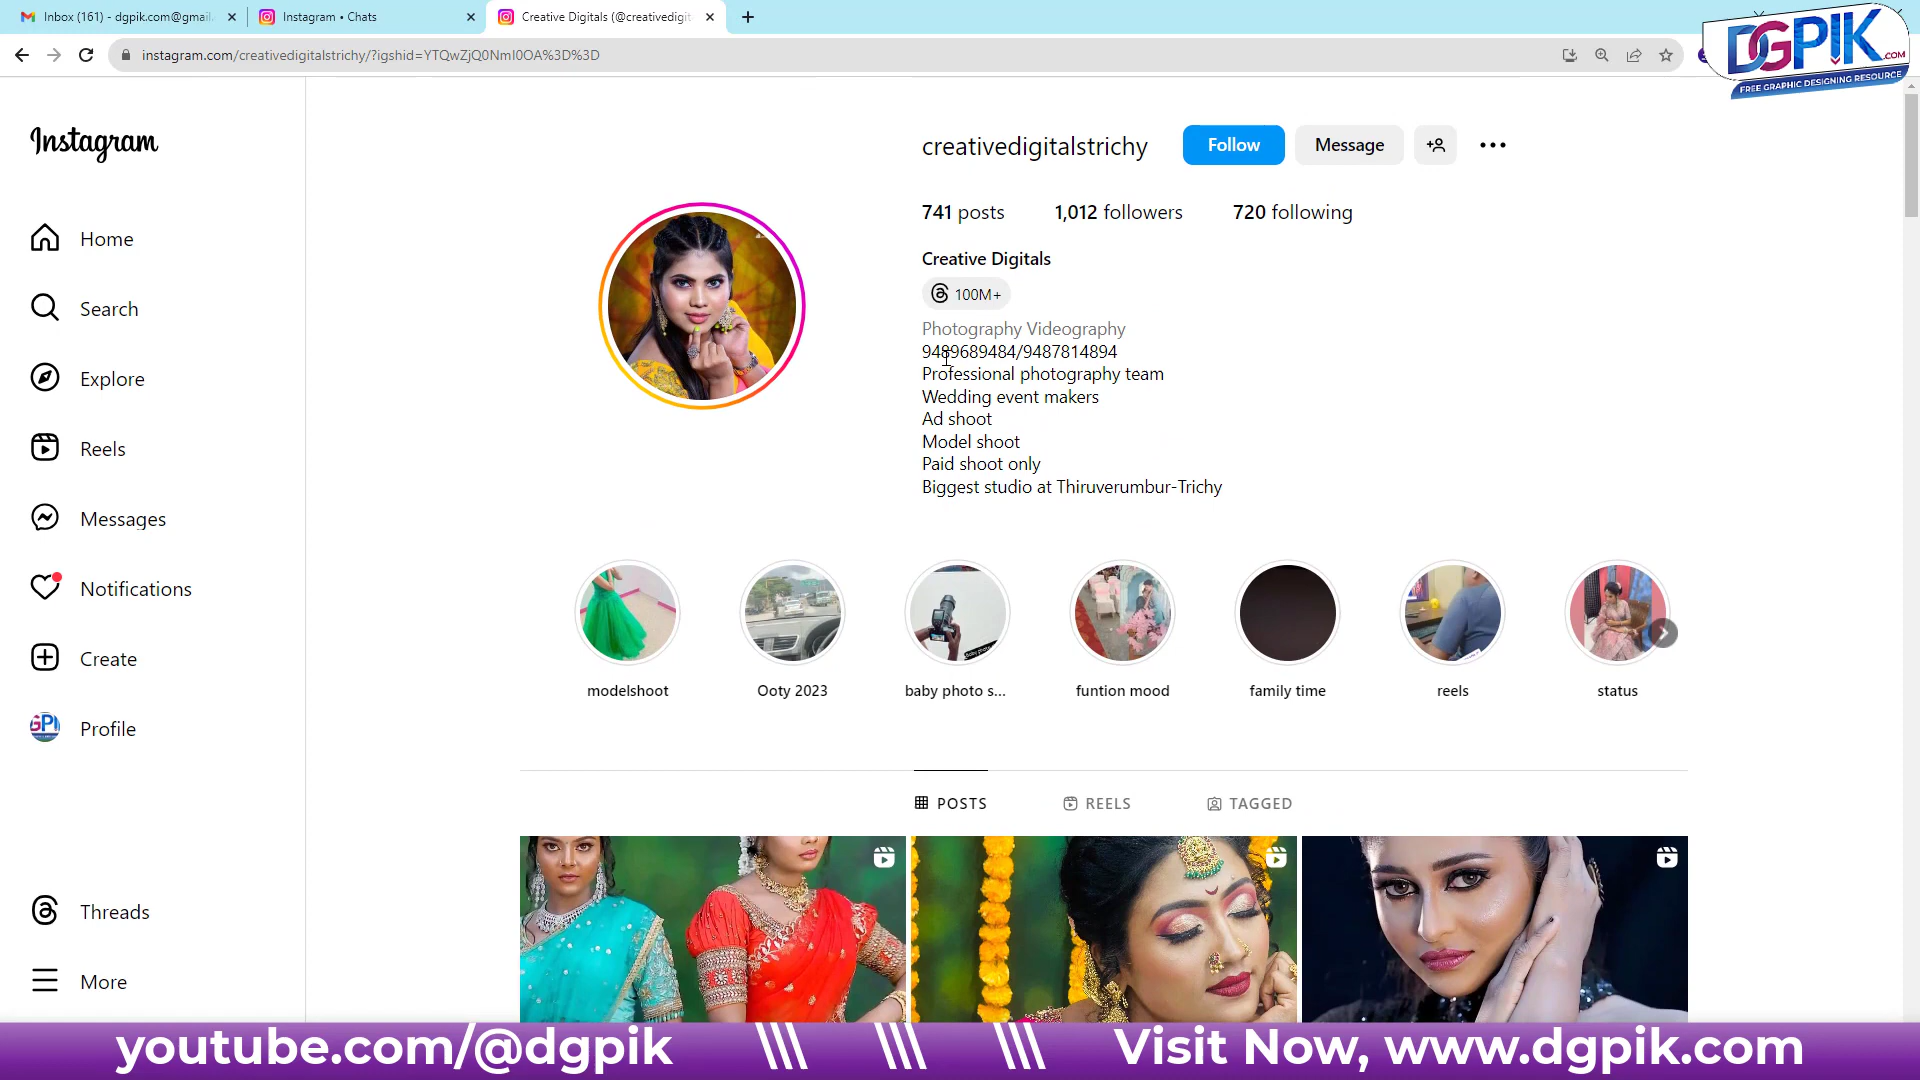 Inbox (161) - dgpik.com@gmail.
Instagram • Chats
Creative Digitals (@creativedigit
instagram.com/creativedigitalstrichy/?igshid=YTQwZjQ0NmI0OA%3D%3D
DGPIK.COM
FREE GRAPHIC DESIGNING RESOURCE
Instagram
Home
Search
Explore
Reels
Messages
Notifications
Create
Profile
Threads
More
creativedigitalstrichy
Follow
Message
741 posts
1,012 followers
720 following
Creative Digitals
100M+
Photography Videography
9489689484/9487814894
Professional photography team
Wedding event makers
Ad shoot
Model shoot
Paid shoot only
Biggest studio at Thiruverumbur-Trichy
modelshoot
Ooty 2023
baby photo s...
funtion mood
family time
reels
status
POSTS
REELS
TAGGED
youtube.com/@dgpik
Visit Now, www.dgpik.com